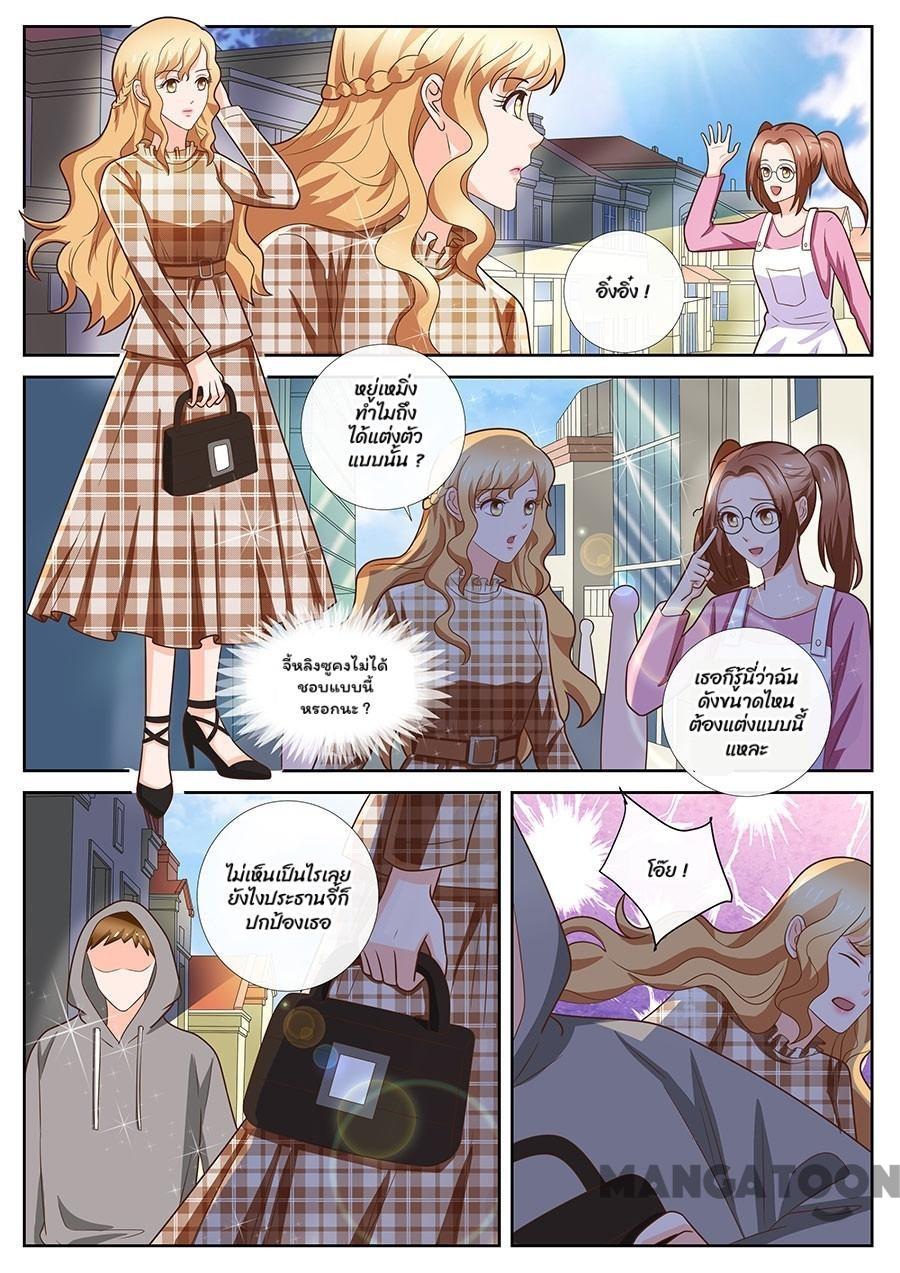 อิ๋งอิ๋ง !
หยู่เหมิ่ง
ทำไมถึง
ได้แต่งตัว
แบบนั้น ?
จี้หลิงซูคงไม่ได้
ชอบแบบนี้
หรอกนะ ?
เธอก็รู้นี่ว่าฉัน
ดังขนาดไหน
ต้องแต่งแบบนี้
แหละ
ไม่เห็นเป็นไรเลย
ยังไงประธานจี้ก็
ปกป้องเธอ
โอ๊ย !
MANGATOON